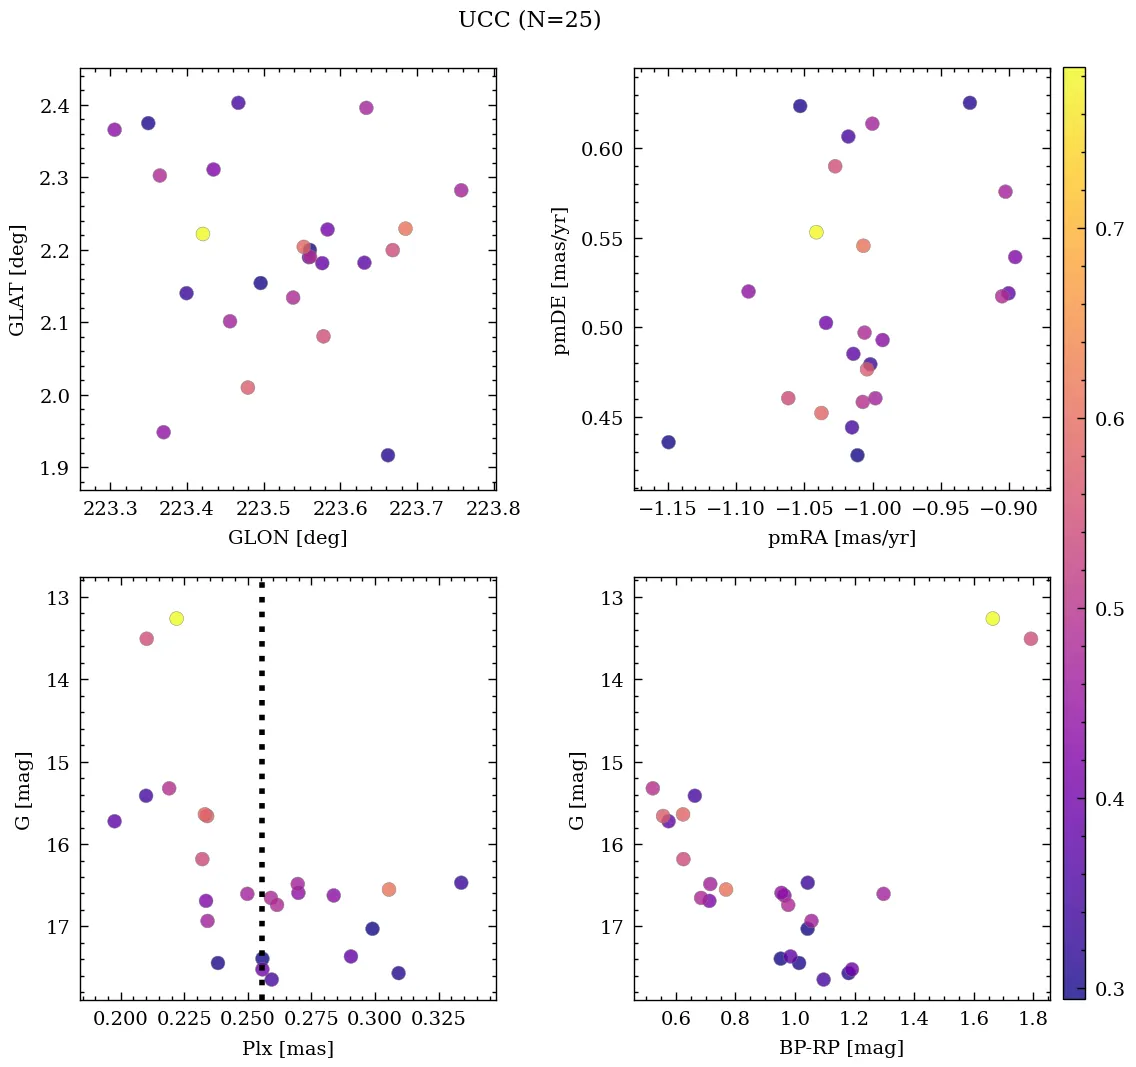 UCC (N=25)
2.4
2.3
2.2
2.1
2.0
1.9
GLAT [deg]
223.3 223.4 223.5 223.6 223.7 223.8
GLON [deg]
0.60
0.55
0.50
0.45
pmDE [mas/yr]
−1.15 −1.10 −1.05 −1.00 −0.95 −0.90
pmRA [mas/yr]
13
14
15
16
17
G [mag]
0.200 0.225 0.250 0.275 0.300 0.325
Plx [mas]
13
14
15
16
17
G [mag]
0.6 0.8 1.0 1.2 1.4 1.6 1.8
BP-RP [mag]
0.7
0.6
0.5
0.4
0.3